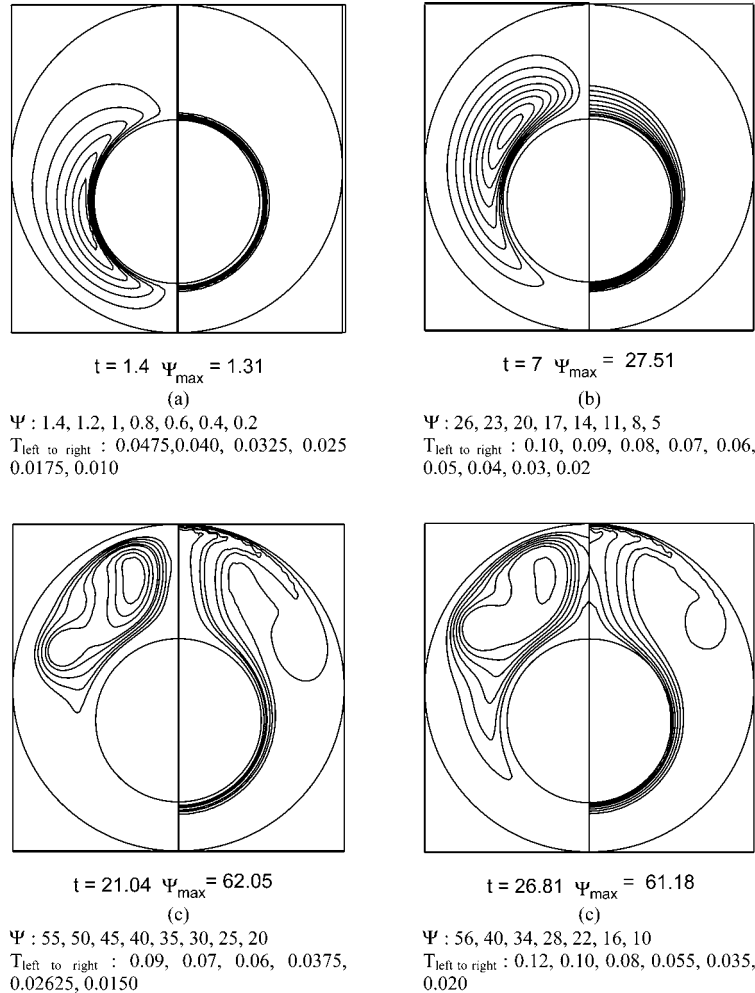 t = 1.4 Ψmax = 1.31
(a)
Ψ : 1.4, 1.2, 1, 0.8, 0.6, 0.4, 0.2
Tleft to right : 0.0475,0.040, 0.0325, 0.025
0.0175, 0.010
t = 7 Ψmax = 27.51
(b)
Ψ : 26, 23, 20, 17, 14, 11, 8, 5
Tleft to right : 0.10, 0.09, 0.08, 0.07, 0.06,
0.05, 0.04, 0.03, 0.02
t = 21.04 Ψmax = 62.05
(c)
Ψ : 55, 50, 45, 40, 35, 30, 25, 20
Tleft to right : 0.09, 0.07, 0.06, 0.0375,
0.02625, 0.0150
t = 26.81 Ψmax = 61.18
(c)
Ψ : 56, 40, 34, 28, 22, 16, 10
Tleft to right : 0.12, 0.10, 0.08, 0.055, 0.035,
0.020